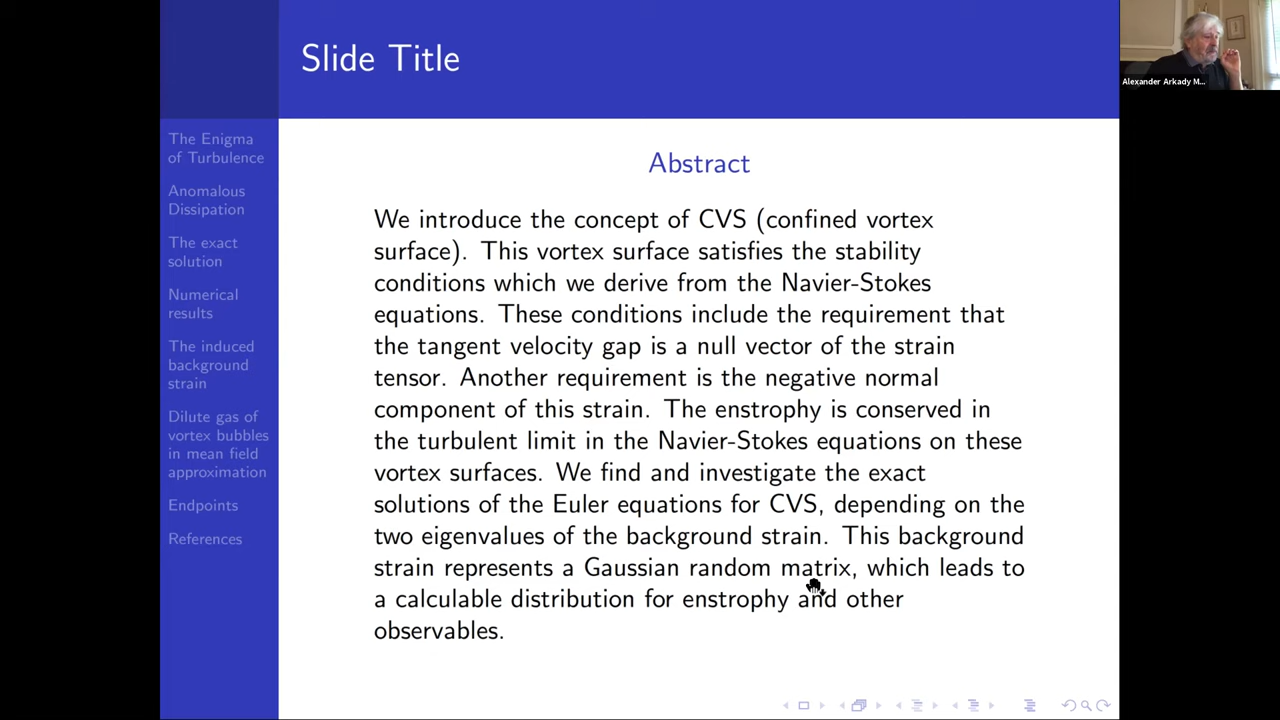 Slide Title
The Enigma
of Turbulence
Anomalous
Dissipation
The exact
solution
Numerical
results
The induced
background
strain
Dilute gas of
vortex bubbles
in mean field
approximation
Endpoints
References
Abstract
We introduce the concept of CVS (confined vortex
surface). This vortex surface satisfies the stability
conditions which we derive from the Navier-Stokes
equations. These conditions include the requirement that
the tangent velocity gap is a null vector of the strain
tensor. Another requirement is the negative normal
component of this strain. The enstrophy is conserved in
the turbulent limit in the Navier-Stokes equations on these
vortex surfaces. We find and investigate the exact
solutions of the Euler equations for CVS, depending on the
two eigenvalues of the background strain. This background
strain represents a Gaussian random matrix, which leads to
a calculable distribution for enstrophy and other
observables.
Alexander Arkady M...